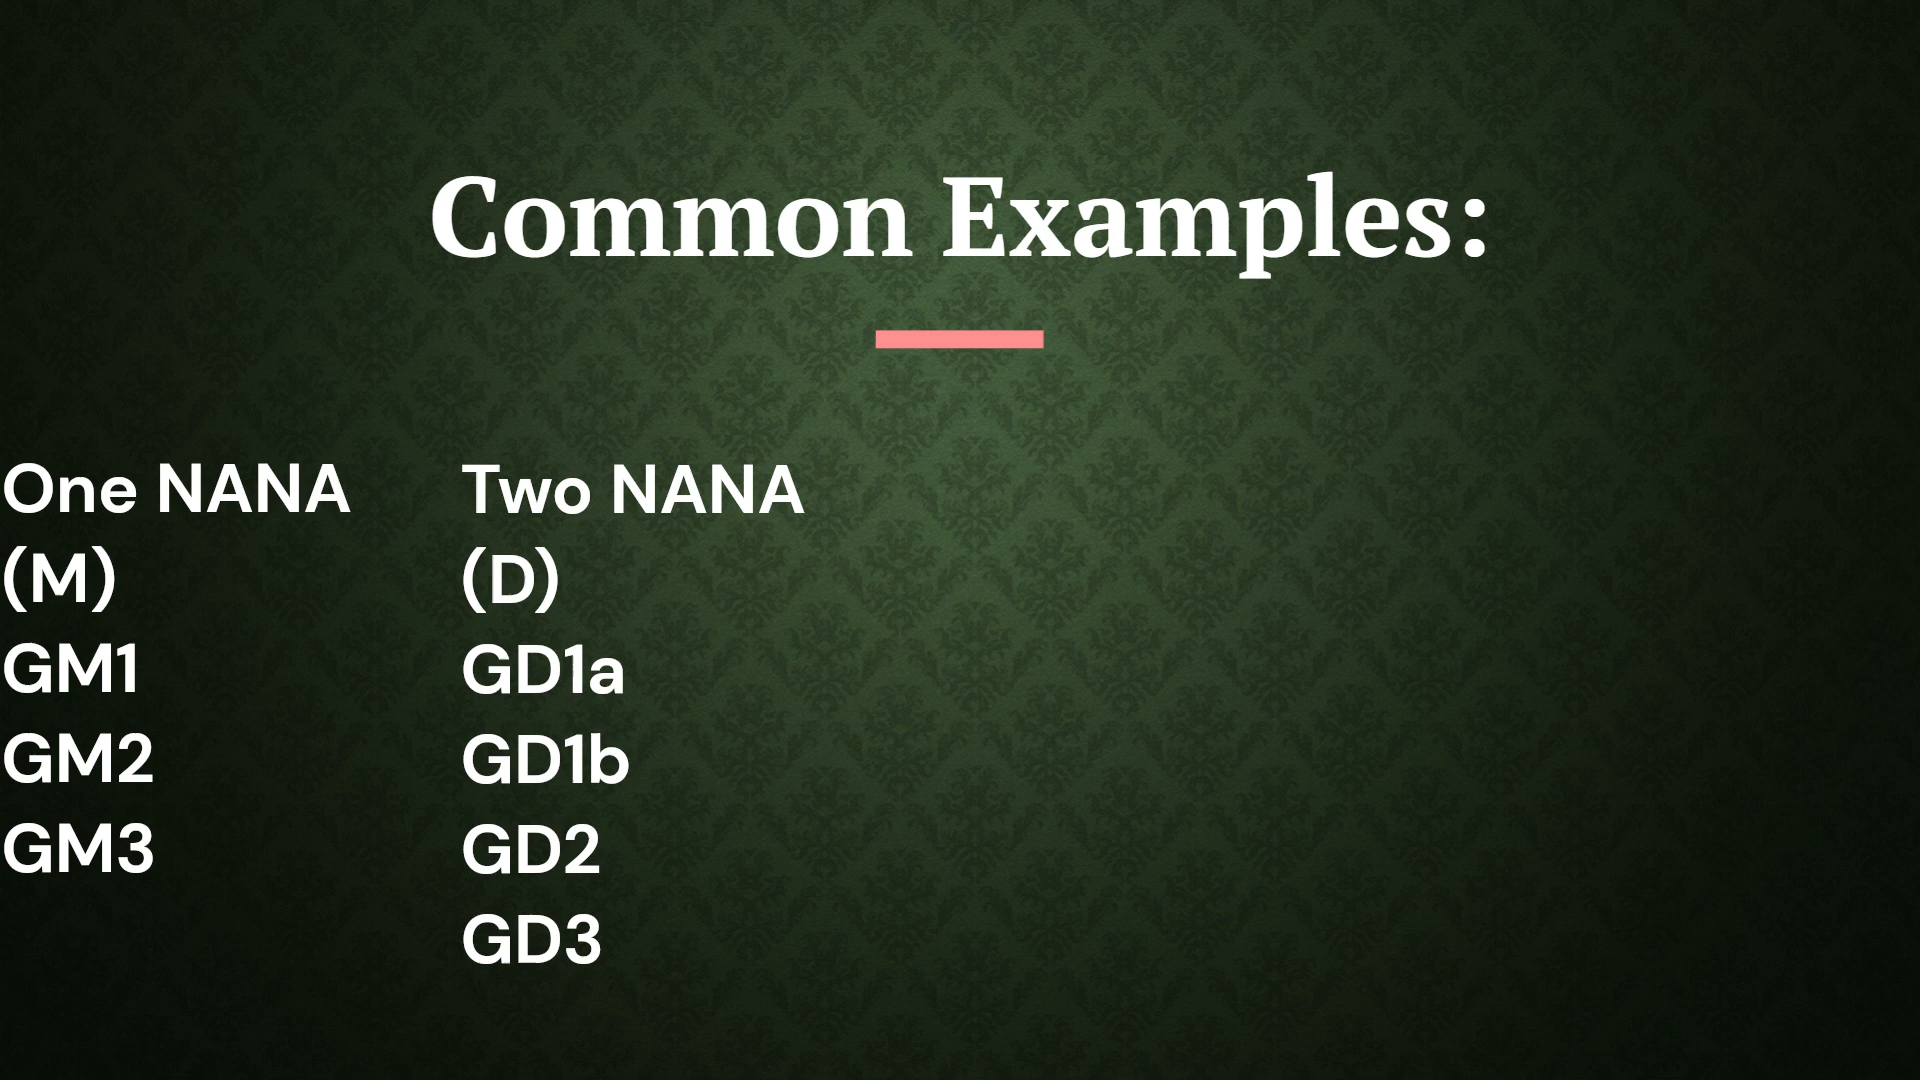 Common Examples:
One NANA
(M)
GM1
GM2
GM3
Two NANA
(D)
GD1a
GD1b
GD2
GD3